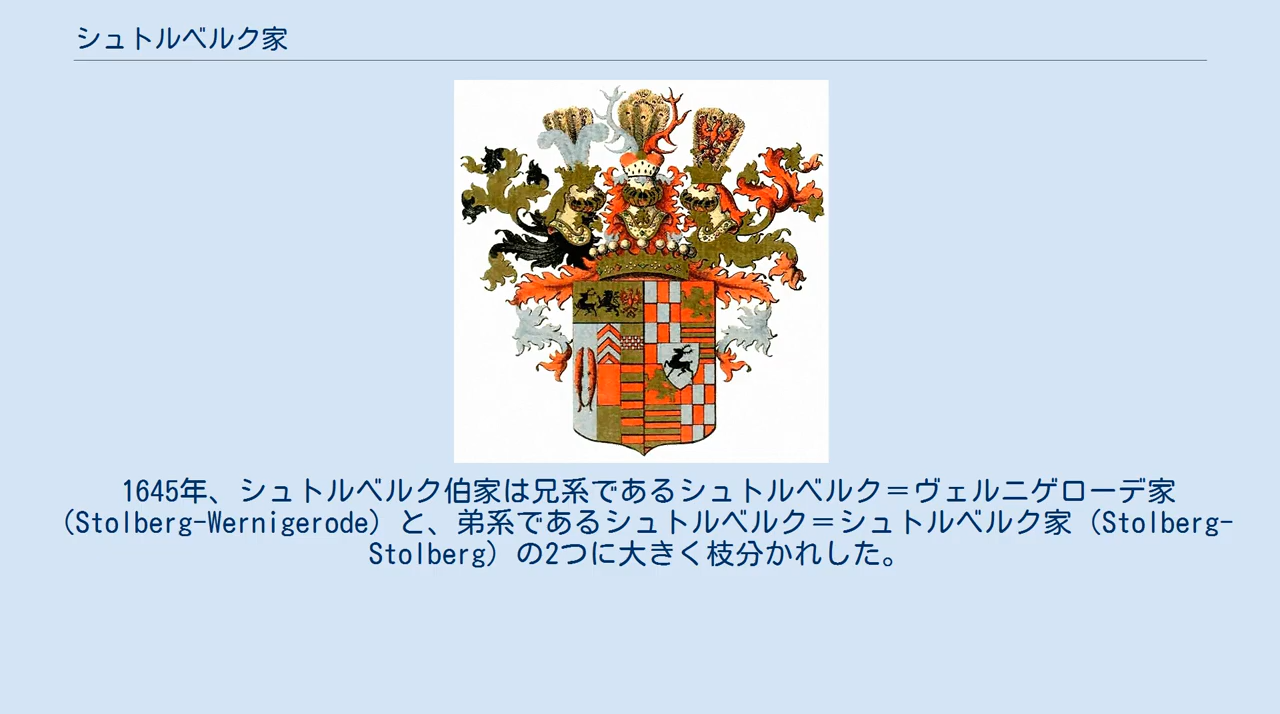 シュトルベルク家
1645年、シュトルベルク伯家は兄系であるシュトルベルク＝ヴェルニゲローデ家
（Stolberg-Wernigerode）と、弟系であるシュトルベルク＝シュトルベルク家（Stolberg-
Stolberg）の2つに大きく枝分かれした。